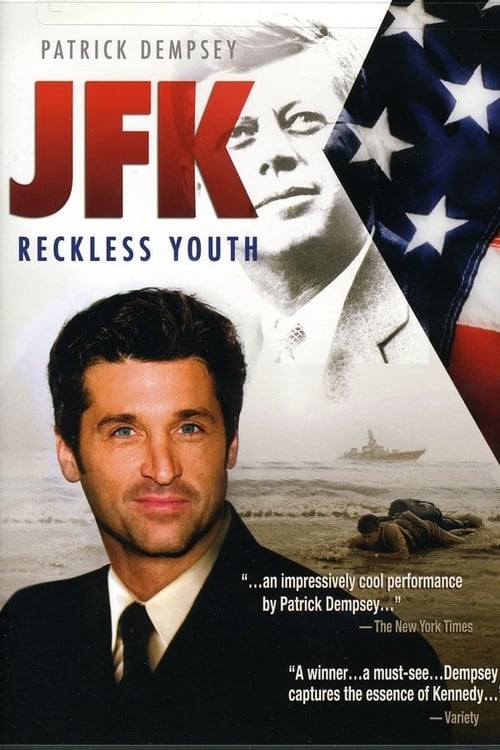 PATRICK DEMPSEY
JFK
RECKLESS YOUTH
“...an impressively cool performance
by Patrick Dempsey...”
— The New York Times
“A winner...a must-see...Dempsey
captures the essence of Kennedy...”
— Variety